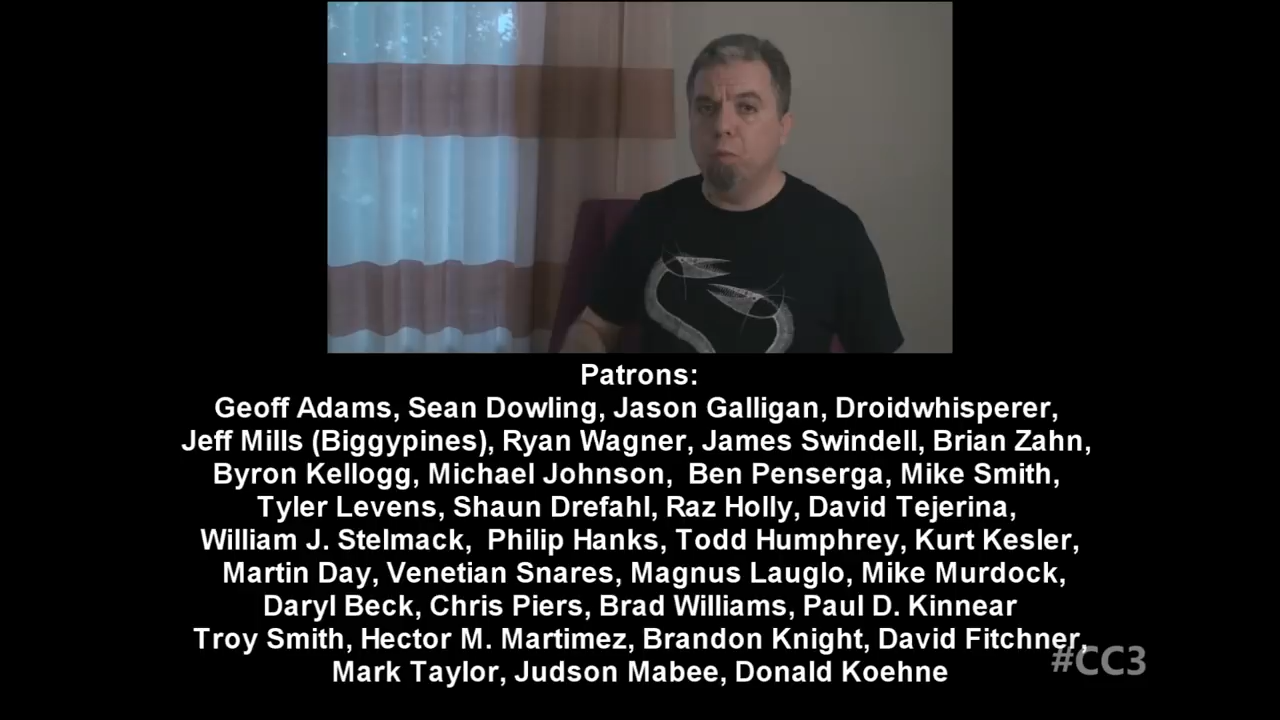 Patrons:
Geoff Adams, Sean Dowling, Jason Galligan, Droidwhisperer,
Jeff Mills (Biggypines), Ryan Wagner, James Swindell, Brian Zahn,
Byron Kellogg, Michael Johnson, Ben Penserga, Mike Smith,
Tyler Levens, Shaun Drefahl, Raz Holly, David Tejerina,
William J. Stelmack, Philip Hanks, Todd Humphrey, Kurt Kesler,
Martin Day, Venetian Snares, Magnus Lauglo, Mike Murdock,
Daryl Beck, Chris Piers, Brad Williams, Paul D. Kinnear
Troy Smith, Hector M. Martimez, Brandon Knight, David Fitchner,
Mark Taylor, Judson Mabee, Donald Koehne
#CC3